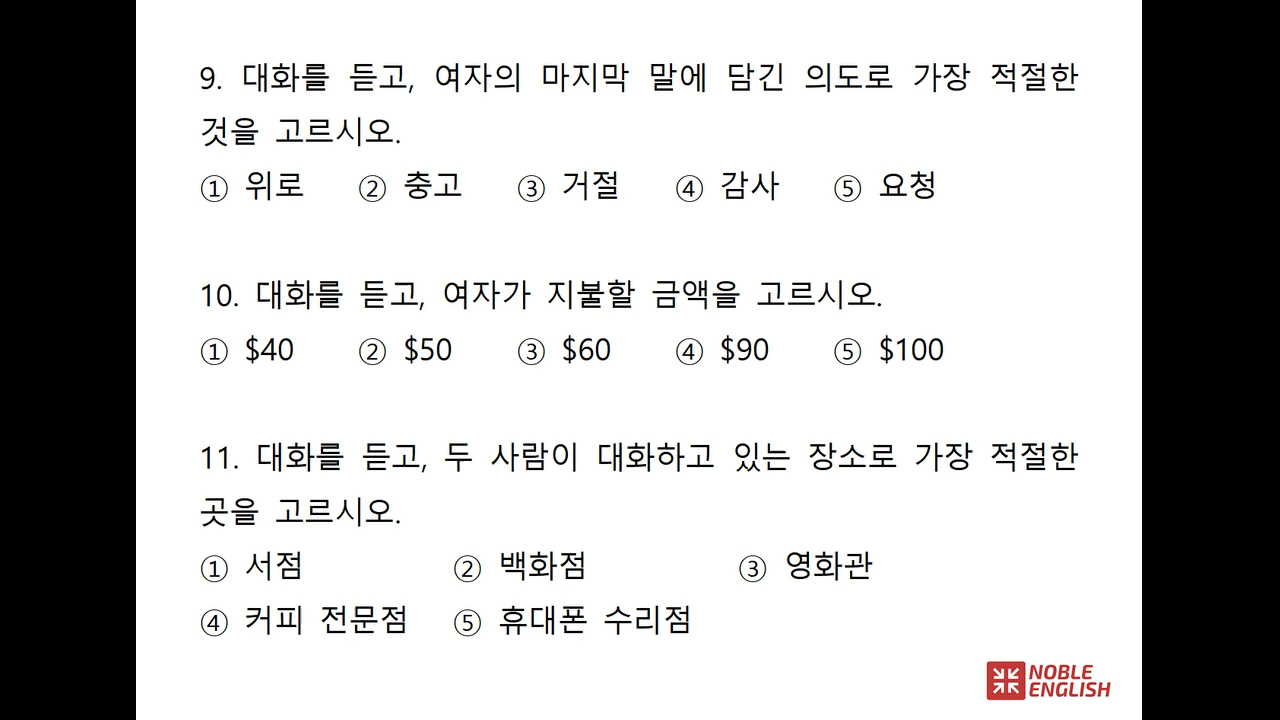 9. 대화를 듣고, 여자의 마지막 말에 담긴 의도로 가장 적절한
것을 고르시오.
① 위로 ② 충고 ③ 거절 ④ 감사 ⑤ 요청
10. 대화를 듣고, 여자가 지불할 금액을 고르시오.
① $40 ② $50 ③ $60 ④ $90 ⑤ $100
11. 대화를 듣고, 두 사람이 대화하고 있는 장소로 가장 적절한
곳을 고르시오.
① 서점 ② 백화점 ③ 영화관
④ 커피 전문점 ⑤ 휴대폰 수리점
NOBLE
ENGLISH